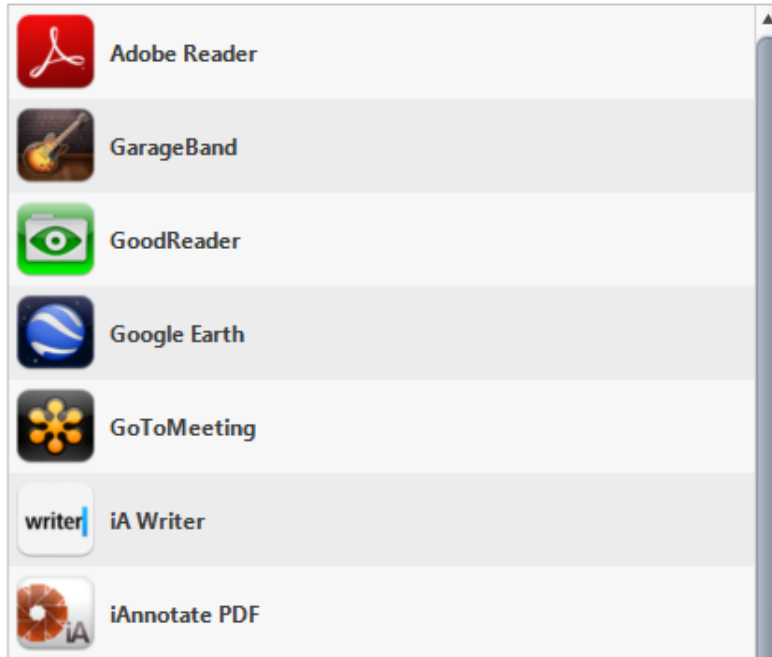 Adobe Reader
GarageBand
GoodReader
Google Earth
GoToMeeting
writer
iA Writer
iA
iAnnotate PDF